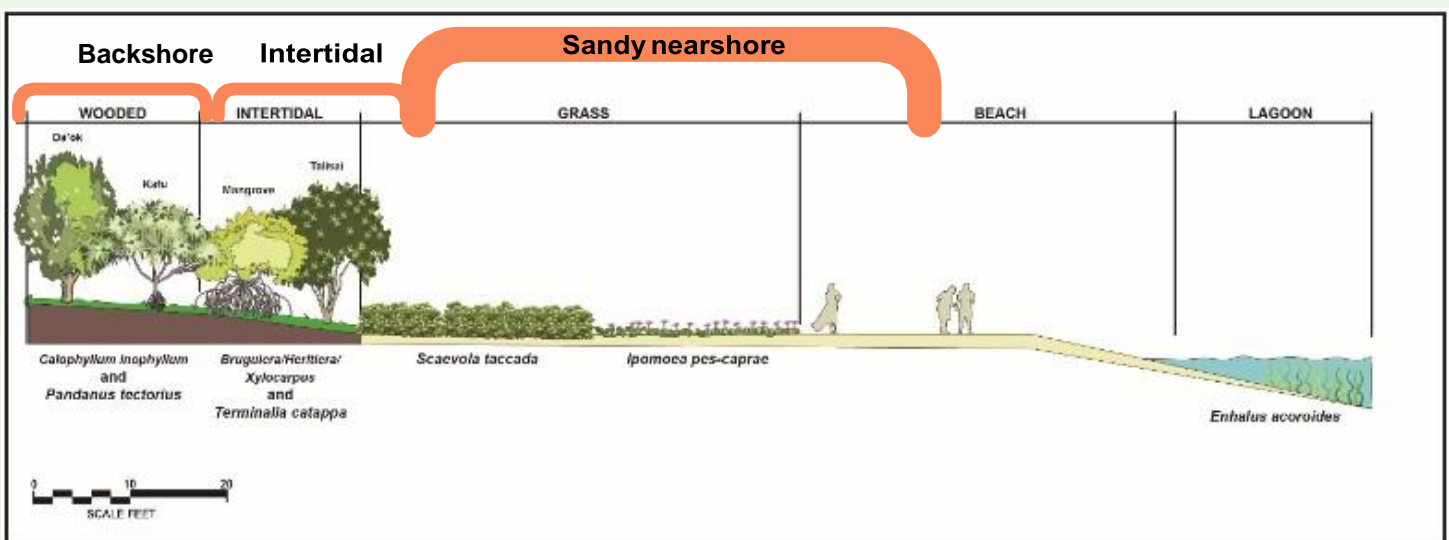 Backshore
Intertidal
Sandy nearshore
WOODED
INTERTIDAL
GRASS
BEACH
LAGOON
Da'ok
Kafu
Mangrove
Talisai
Calophyllum inophyllum
and
Pandanus tectorius
Bruguiera/Heritiera/
Xylocarpus
and
Terminalia catappa
Scaevola taccada
Ipomoea pes-caprae
Enhalus acoroides
0 10 20
SCALE FEET